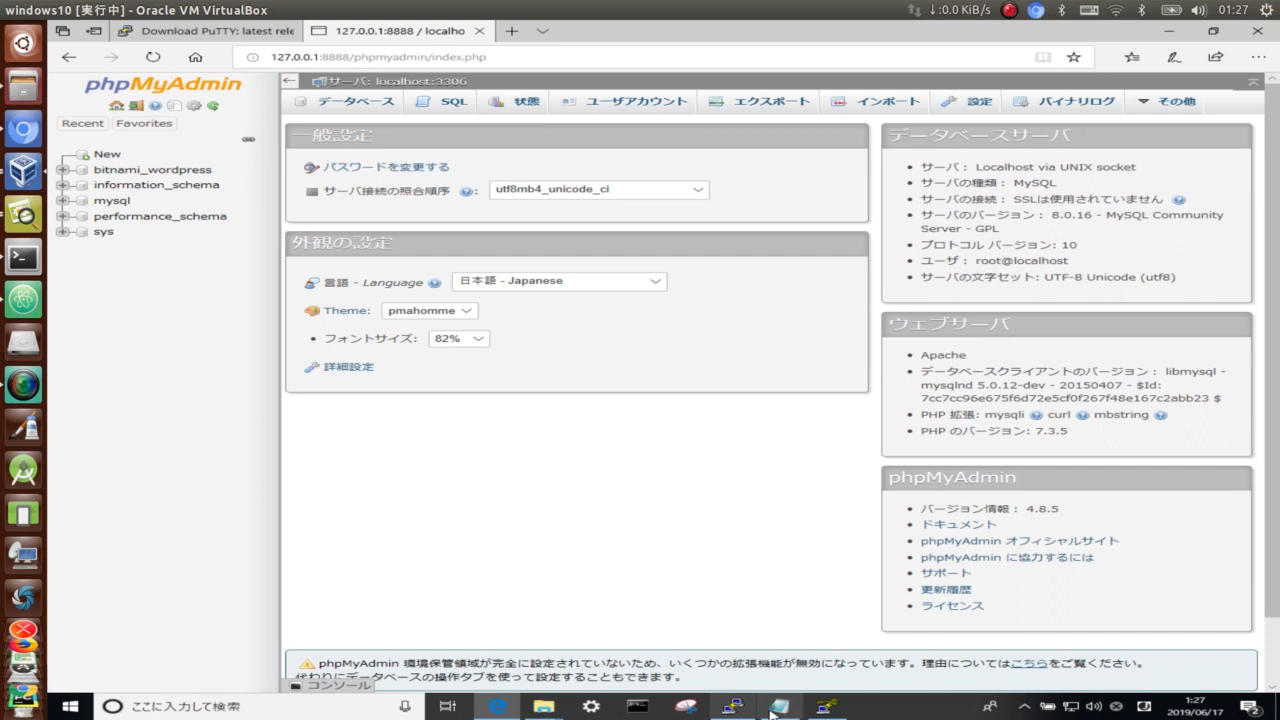 windows10 [実行中] - Oracle VM VirtualBox
↓:0.0 KiB/s
01:27
Download PuTTY: latest rele
127.0.0.1:8888 / localho
127.0.0.1:8888/phpmyadmin/index.php
phpMyAdmin
Recent Favorites
New
bitnami_wordpress
information_schema
mysql
performance_schema
sys
サーバ: localhost:3306
データベース SQL 状態 ユーザアカウント エクスポート インポート 設定 バイナリログ その他
一般設定
パスワードを変更する
サーバ接続の照合順序 : utf8mb4_unicode_ci
外観の設定
言語 - Language 日本語 - Japanese
Theme: pmahomme
フォントサイズ: 82%
詳細設定
データベースサーバ
サーバ： Localhost via UNIX socket
サーバの種類： MySQL
サーバの接続： SSLは使用されていません
サーバのバージョン： 8.0.16 - MySQL Community
Server - GPL
プロトコル バージョン: 10
ユーザ： root@localhost
サーバの文字セット: UTF-8 Unicode (utf8)
ウェブサーバ
Apache
データベースクライアントのバージョン： libmysql -
mysqlnd 5.0.12-dev - 20150407 - $Id:
7cc7cc96e675f6d72e5cf0f267f48e167c2abb23 $
PHP 拡張: mysqli curl mbstring
PHP のバージョン: 7.3.5
phpMyAdmin
バージョン情報： 4.8.5
ドキュメント
phpMyAdmin オフィシャルサイト
phpMyAdmin に協力するには
サポート
更新履歴
ライセンス
phpMyAdmin 環境保管領域が完全に設定されていないため、いくつかの拡張機能が無効になっています。理由についてはこちらをご覧ください。
代わりにデータベースの操作タブを使って設定することもできます。
コンソール
ここに入力して検索
1:27
2019/06/17
2